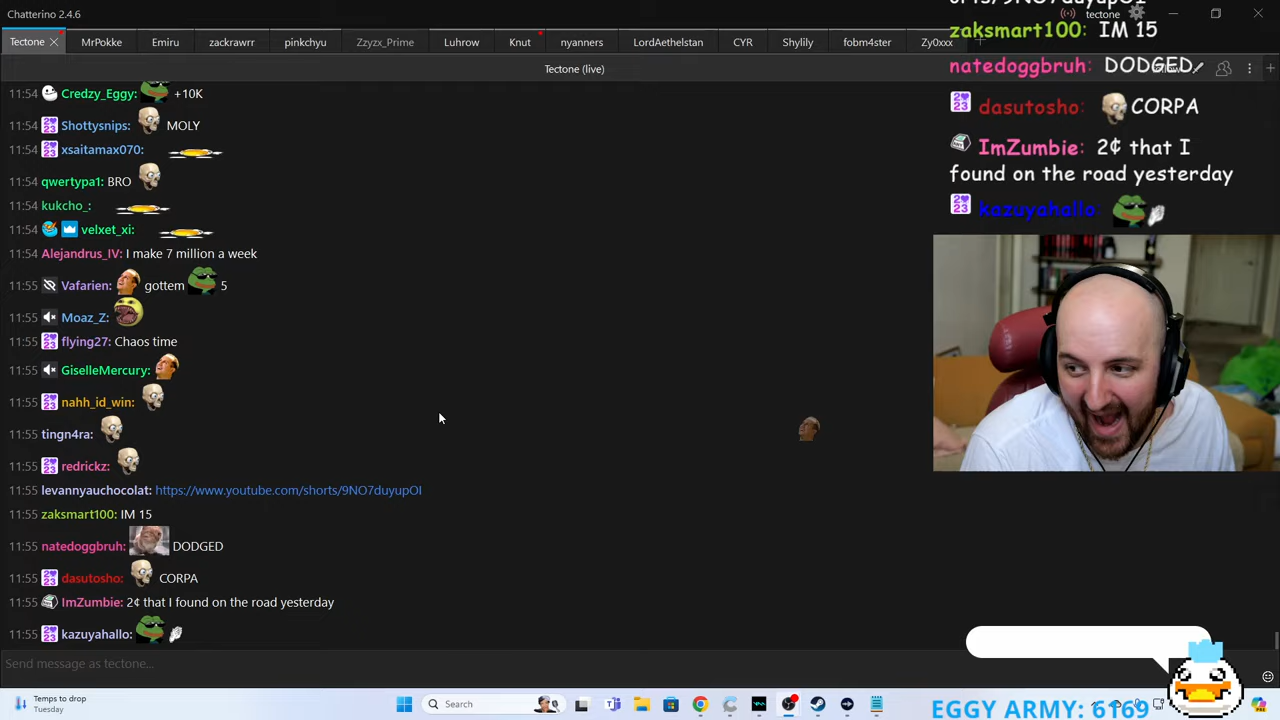 Chatterino 2.4.6
tectone
Tectone
MrPokke
Emiru
zackrawrr
pinkchyu
Zzyzx_Prime
Luhrow
Knut
nyanners
LordAethelstan
CYR
Shylily
fobm4ster
Zy0xxx
Tectone (live)
11:54 Credzy_Eggy: +10K
11:54 Shottysnips: MOLY
11:54 xsaitamax070:
11:54 qwertypa1: BRO
11:54 kukcho_:
11:54 velxet_xi:
11:54 Alejandrus_IV: I make 7 million a week
11:55 Vafarien: gottem 5
11:55 Moaz_Z:
11:55 flying27: Chaos time
11:55 GiselleMercury:
11:55 nahh_id_win:
11:55 tingn4ra:
11:55 redrickz:
11:55 levannyauchocolat: https://www.youtube.com/shorts/9NO7duyupOI
11:55 zaksmart100: IM 15
11:55 natedoggbruh: DODGED
11:55 dasutosho: CORPA
11:55 ImZumbie: 2¢ that I found on the road yesterday
11:55 kazuyahallo:
Send message as tectone...
zaksmart100: IM 15
natedoggbruh: DODGED
dasutosho: CORPA
ImZumbie: 2¢ that I
found on the road yesterday
kazuyahallo:
Temps to drop
Tuesday
Search
EGGY ARMY: 6169